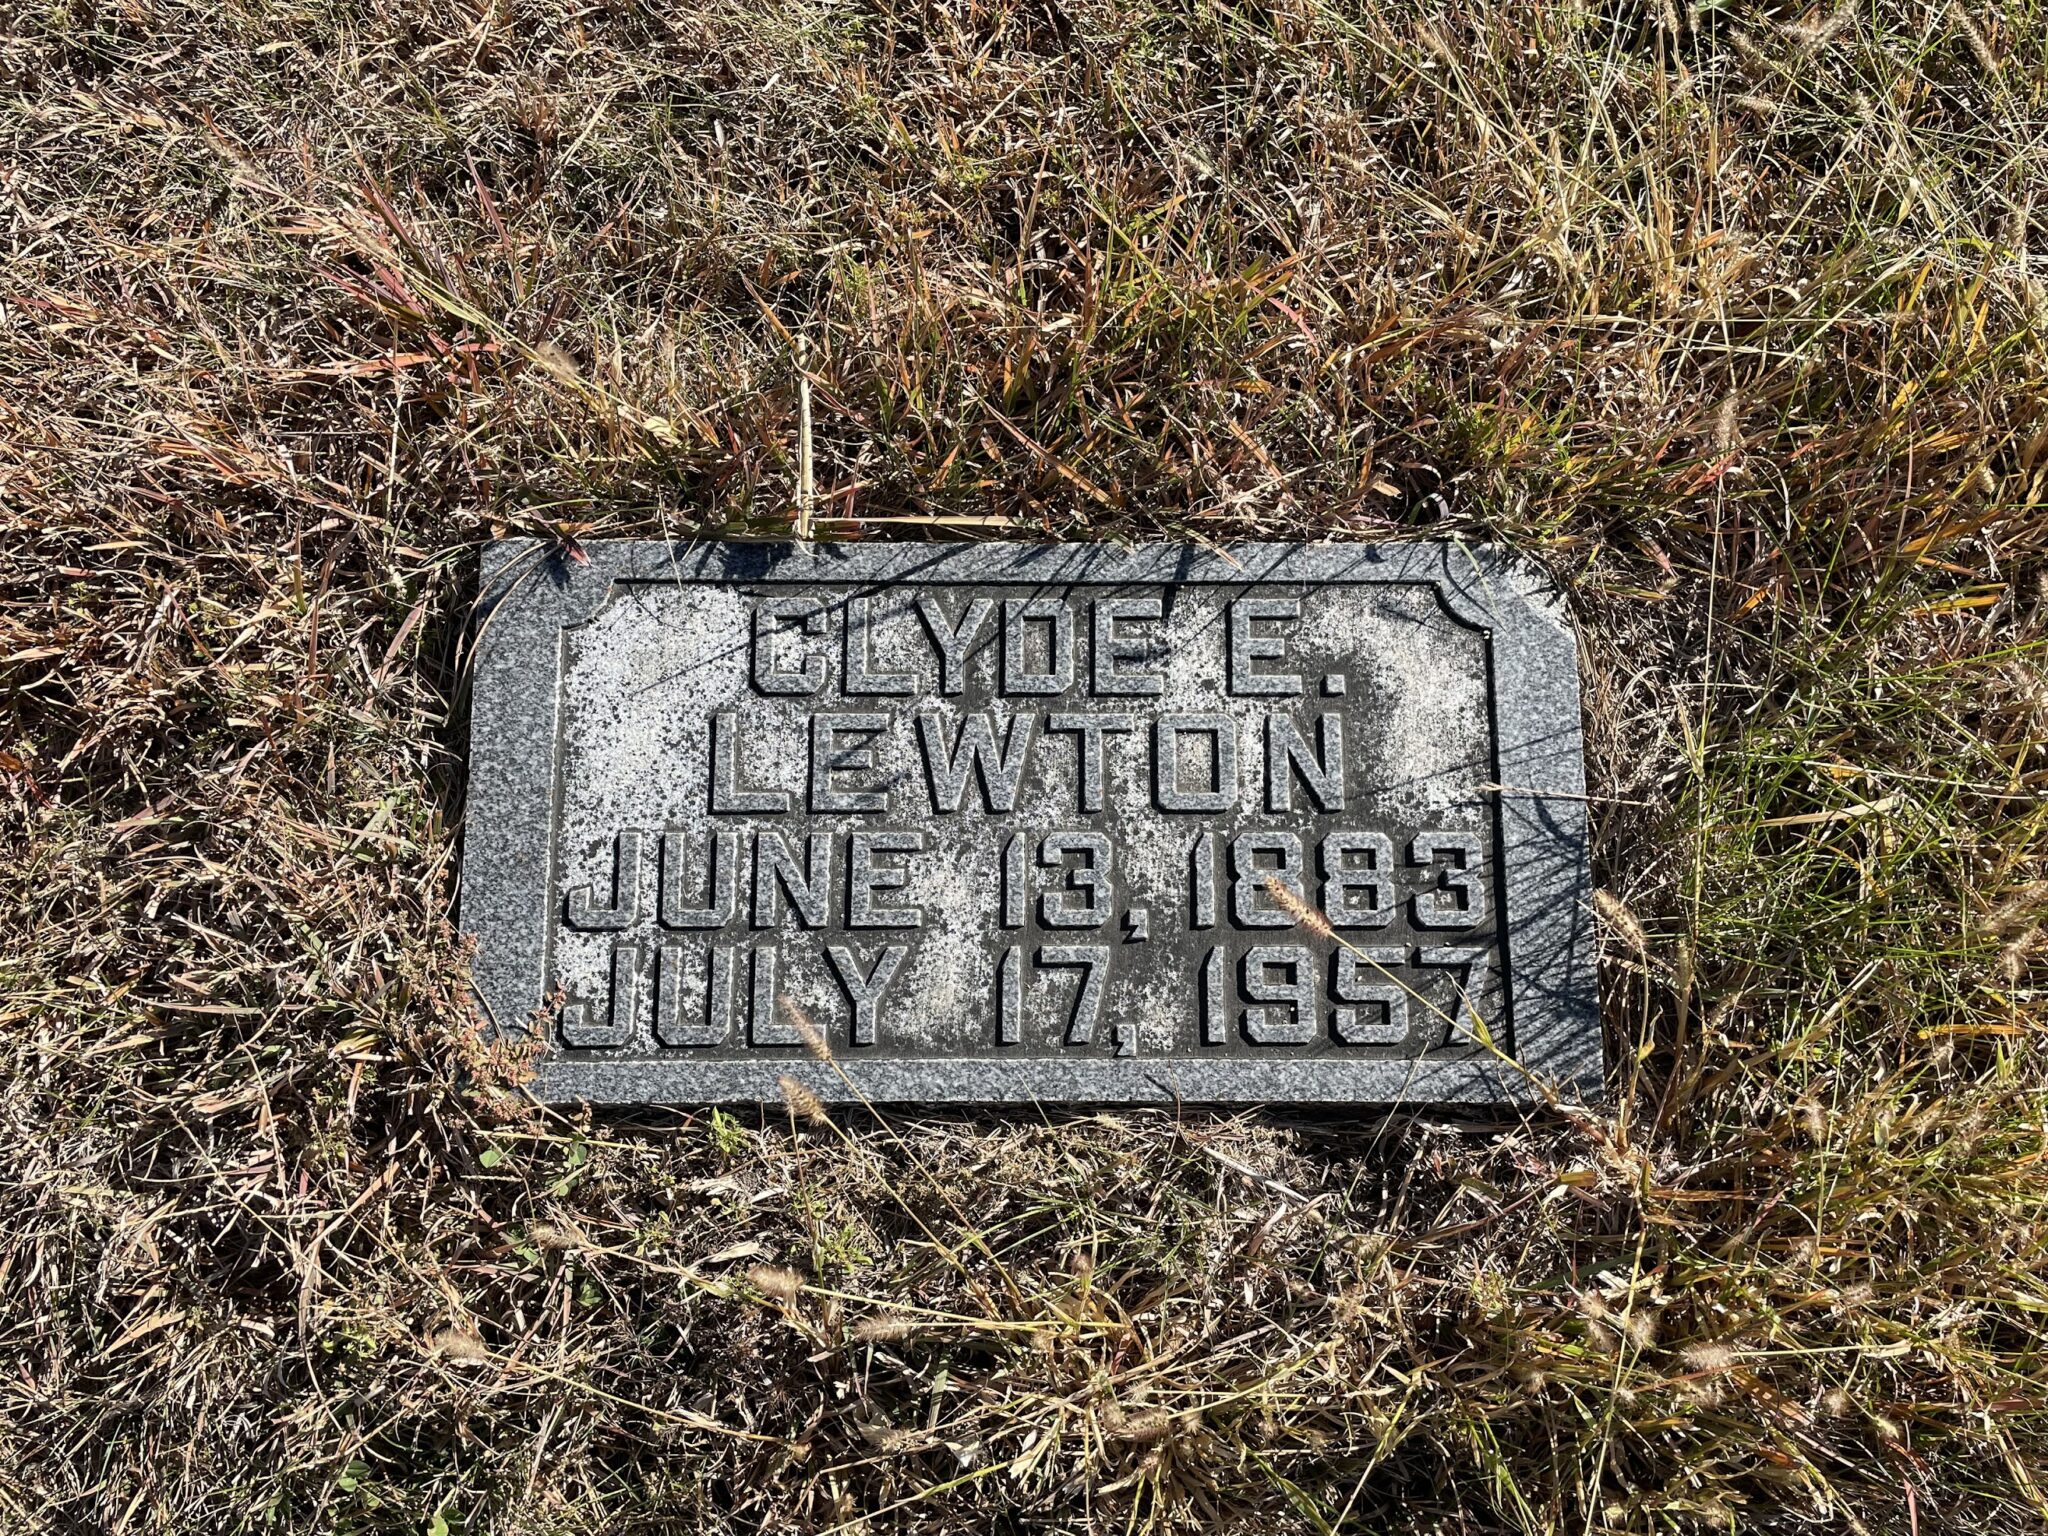 CLYDE E.
LEWTON
JUNE 13, 1883
JULY 17, 1957